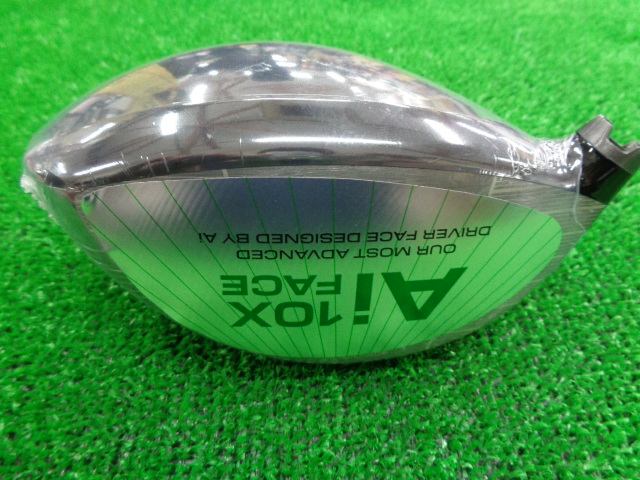 Ai 10X
FACE
OUR MOST ADVANCED
DRIVER FACE DESIGNED BY Ai